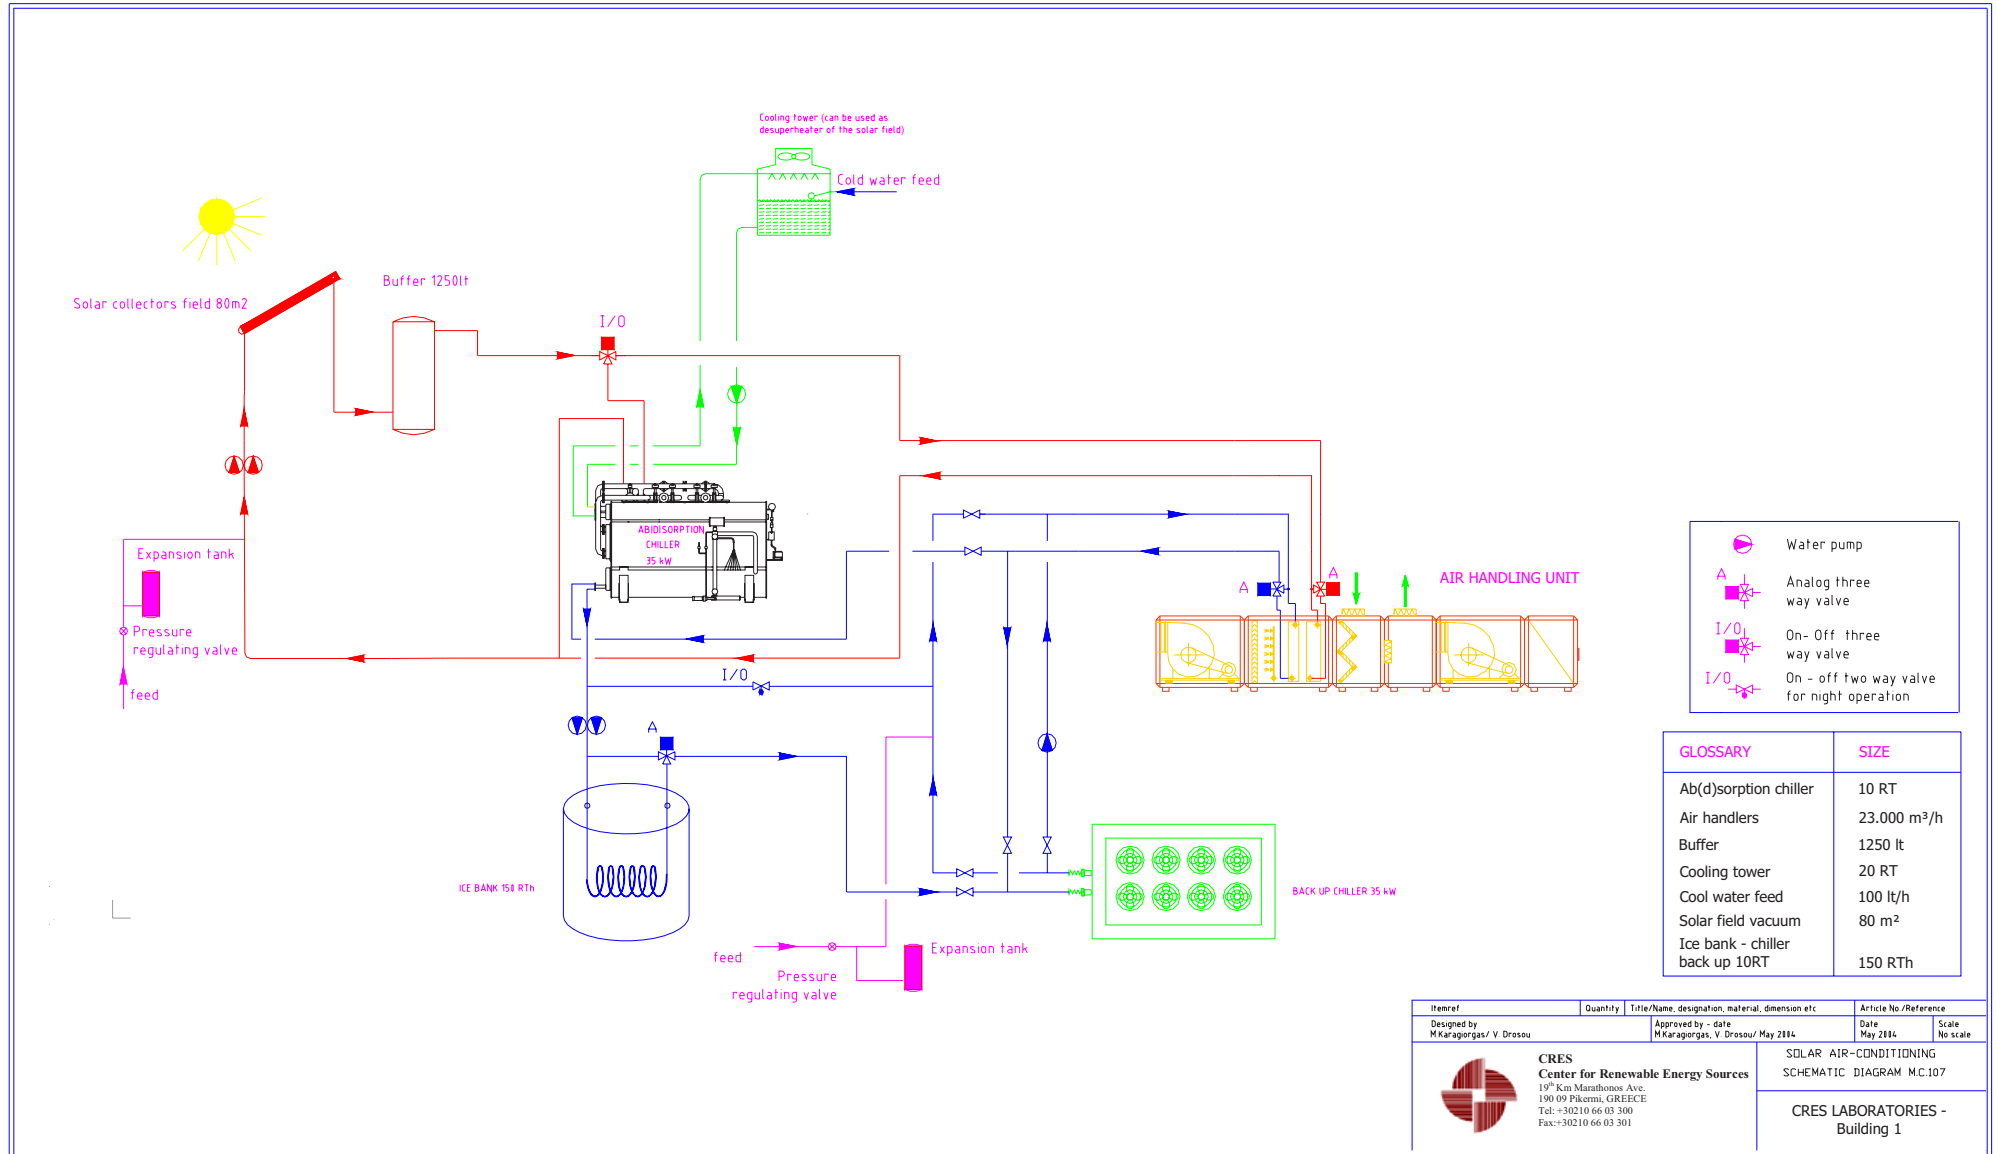 Cooling tower (can be used as
desuperheater of the solar field)
Cold water feed
Buffer 1250lt
Solar collectors field 80m2
I/O
ABIDISORPTION
CHILLER
35 kW
Expansion tank
Pressure
regulating valve
feed
A
A
AIR HANDLING UNIT
I/O
A
ICE BANK 150 RTh
BACK UP CHILLER 35 kW
feed
Pressure
regulating valve
Expansion tank
Water pump
A
Analog three
way valve
I/O
On- Off three
way valve
I/O
On - off two way valve
for night operation
GLOSSARY SIZE
Ab(d)sorption chiller 10 RT
Air handlers 23.000 m³/h
Buffer 1250 lt
Cooling tower 20 RT
Cool water feed 100 lt/h
Solar field vacuum 80 m²
Ice bank - chiller
back up 10RT 150 RTh
Itemref Quantity Title/Name, designation, material, dimension etc Article No./Reference
Designed by Approved by - date Date Scale
M.Karagiorgas/ V. Drosou M.Karagiorgas, V. Drosou/ May 2004 May 2004 No scale
CRES
Center for Renewable Energy Sources
19th Km Marathonos Ave.
190 09 Pikermi, GREECE
Tel: +30210 66 03 300
Fax:+30210 66 03 301
SOLAR AIR-CONDITIONING
SCHEMATIC DIAGRAM M.C.107
CRES LABORATORIES -
Building 1